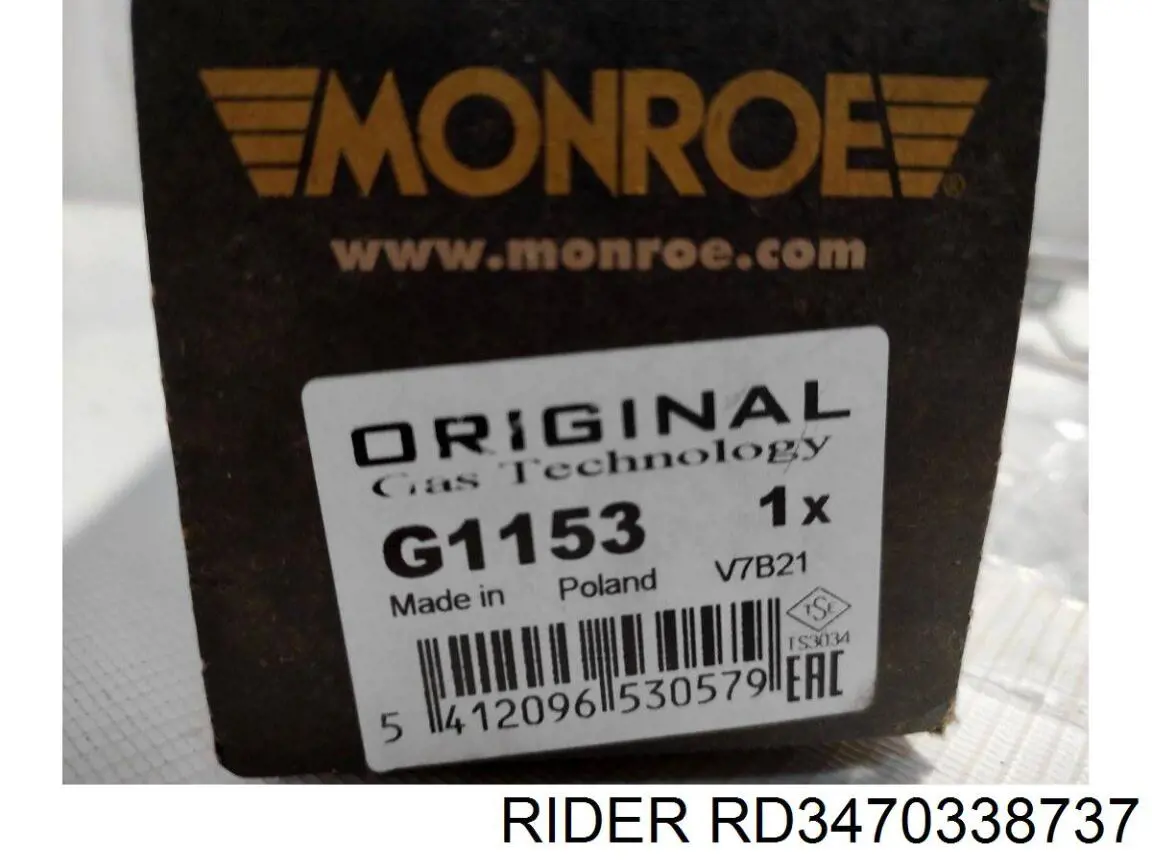 MONROE®
www.monroe.com
ORIGINAL
Gas Technology
G1153 1x
Made in Poland V7B21
TSE
TS3034
5 412096 530579 EAC
RIDER RD3470338737